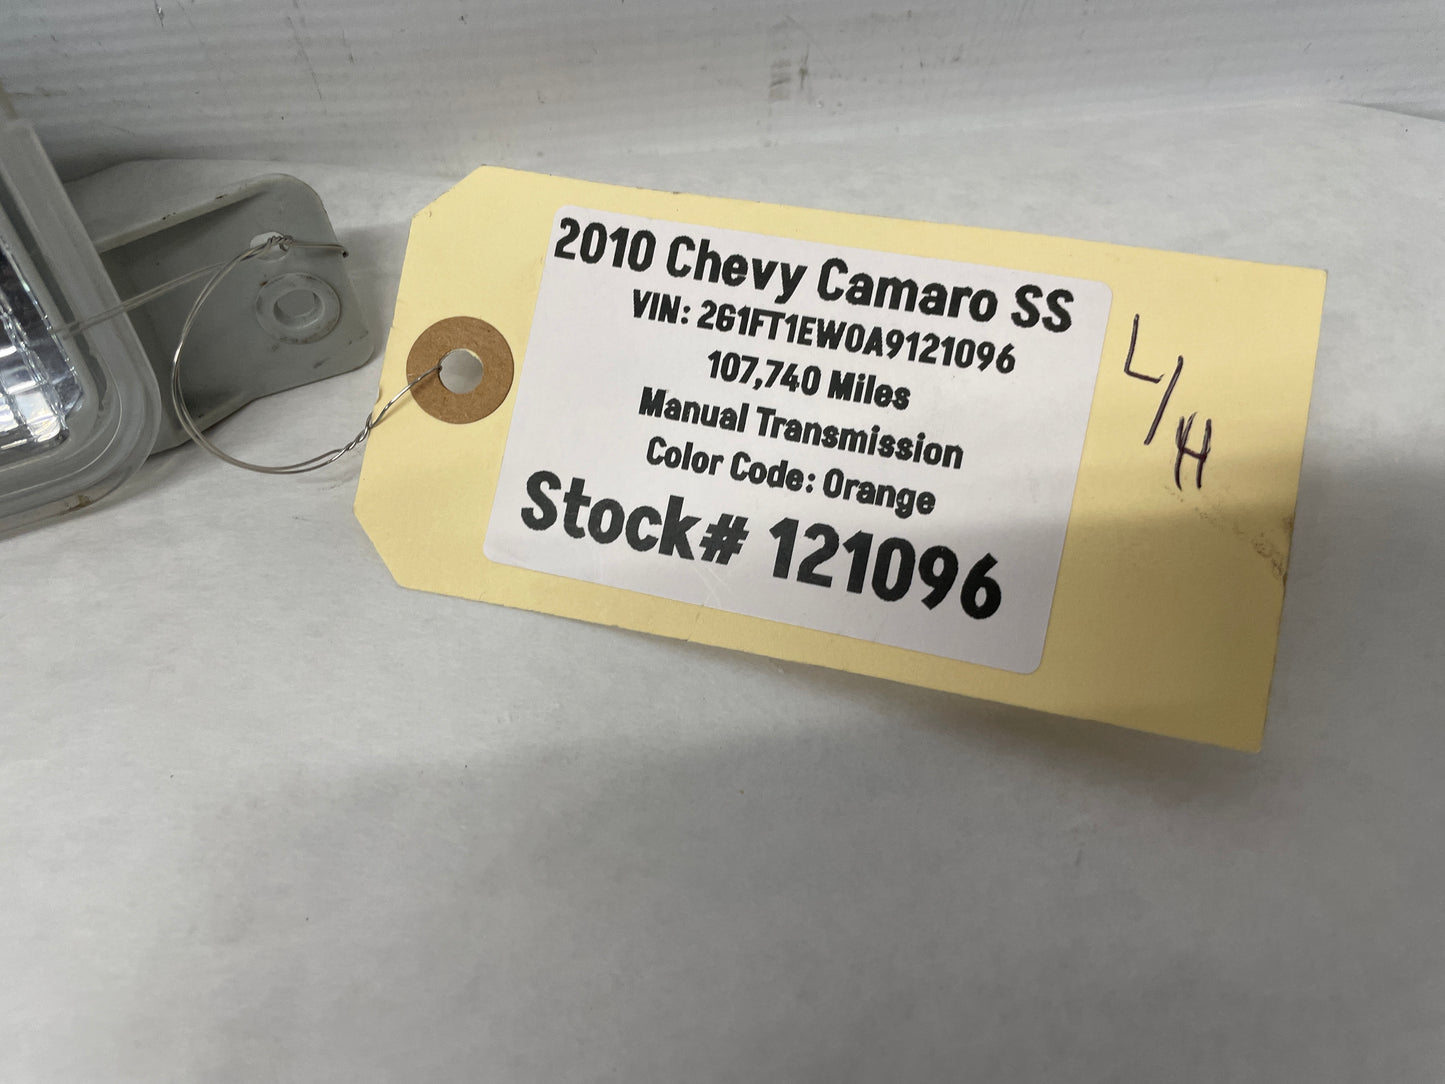 2010 Chevy Camaro SS
VIN: 2G1FT1EW0A9121096
107,740 Miles
Manual Transmission
Color Code: Orange
Stock# 121096
L/H